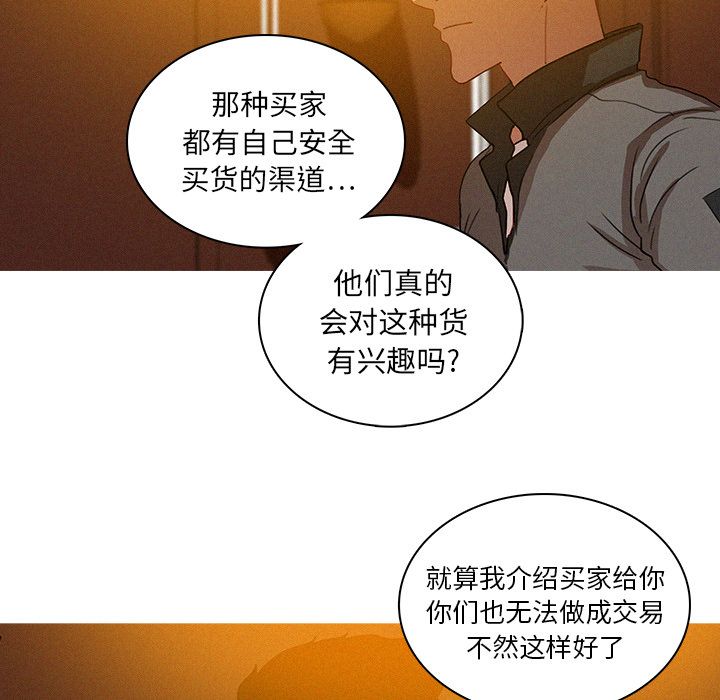 那种买家
都有自己安全
买货的渠道...
他们真的
会对这种货
有兴趣吗?
就算我介绍买家给你
你们也无法做成交易
不然这样好了